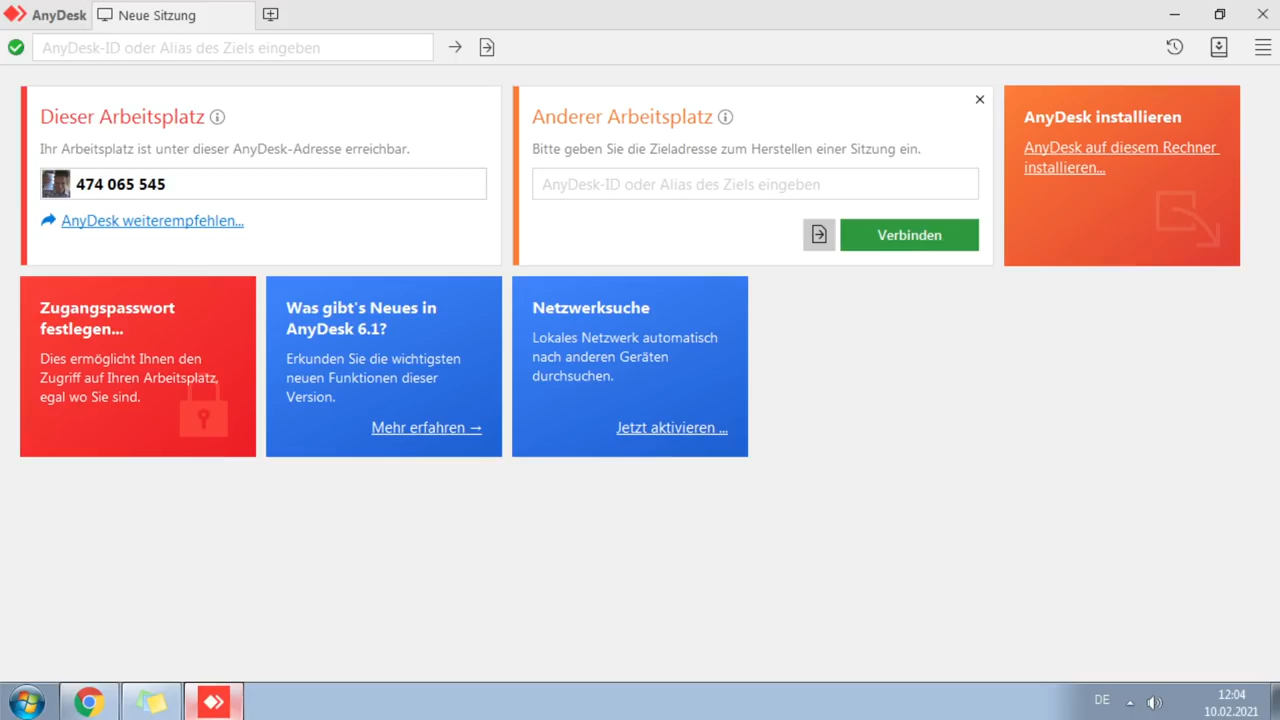 AnyDesk
Neue Sitzung
AnyDesk-ID oder Alias des Ziels eingeben
Dieser Arbeitsplatz
Ihr Arbeitsplatz ist unter dieser AnyDesk-Adresse erreichbar.
474 065 545
AnyDesk weiterempfehlen...
Anderer Arbeitsplatz
Bitte geben Sie die Zieladresse zum Herstellen einer Sitzung ein.
AnyDesk-ID oder Alias des Ziels eingeben
Verbinden
AnyDesk installieren
AnyDesk auf diesem Rechner
installieren...
Zugangspasswort
festlegen...
Dies ermöglicht Ihnen den
Zugriff auf Ihren Arbeitsplatz,
egal wo Sie sind.
Was gibt's Neues in
AnyDesk 6.1?
Erkunden Sie die wichtigsten
neuen Funktionen dieser
Version.
Mehr erfahren →
Netzwerksuche
Lokales Netzwerk automatisch
nach anderen Geräten
durchsuchen.
Jetzt aktivieren ...
DE
12:04
10.02.2021